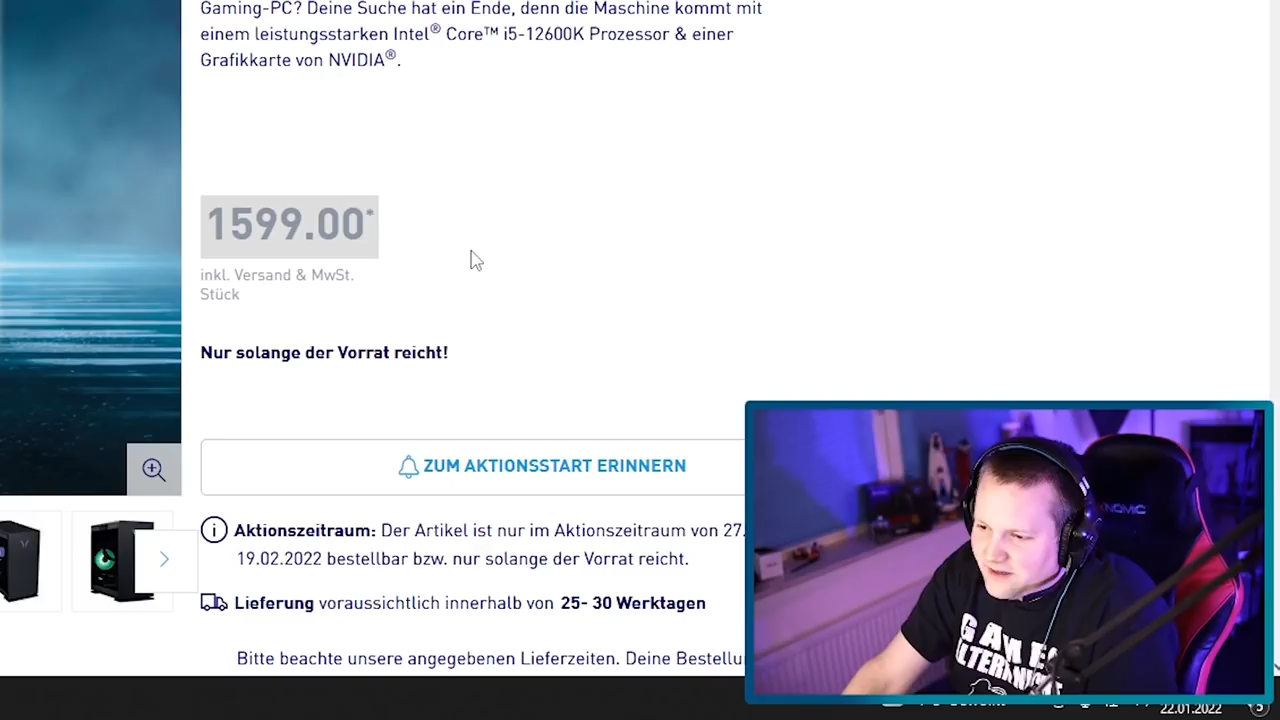 Gaming-PC? Deine Suche hat ein Ende, denn die Maschine kommt mit
einem leistungsstarken Intel® Core™ i5-12600K Prozessor & einer
Grafikkarte von NVIDIA®.
1599.00*
inkl. Versand & MwSt.
Stück
Nur solange der Vorrat reicht!
ZUM AKTIONSSTART ERINNERN
Aktionszeitraum: Der Artikel ist nur im Aktionszeitraum von 27.
19.02.2022 bestellbar bzw. nur solange der Vorrat reicht.
Lieferung voraussichtlich innerhalb von 25- 30 Werktagen
Bitte beachte unsere angegebenen Lieferzeiten. Deine
GAMES
22.01.2022
5